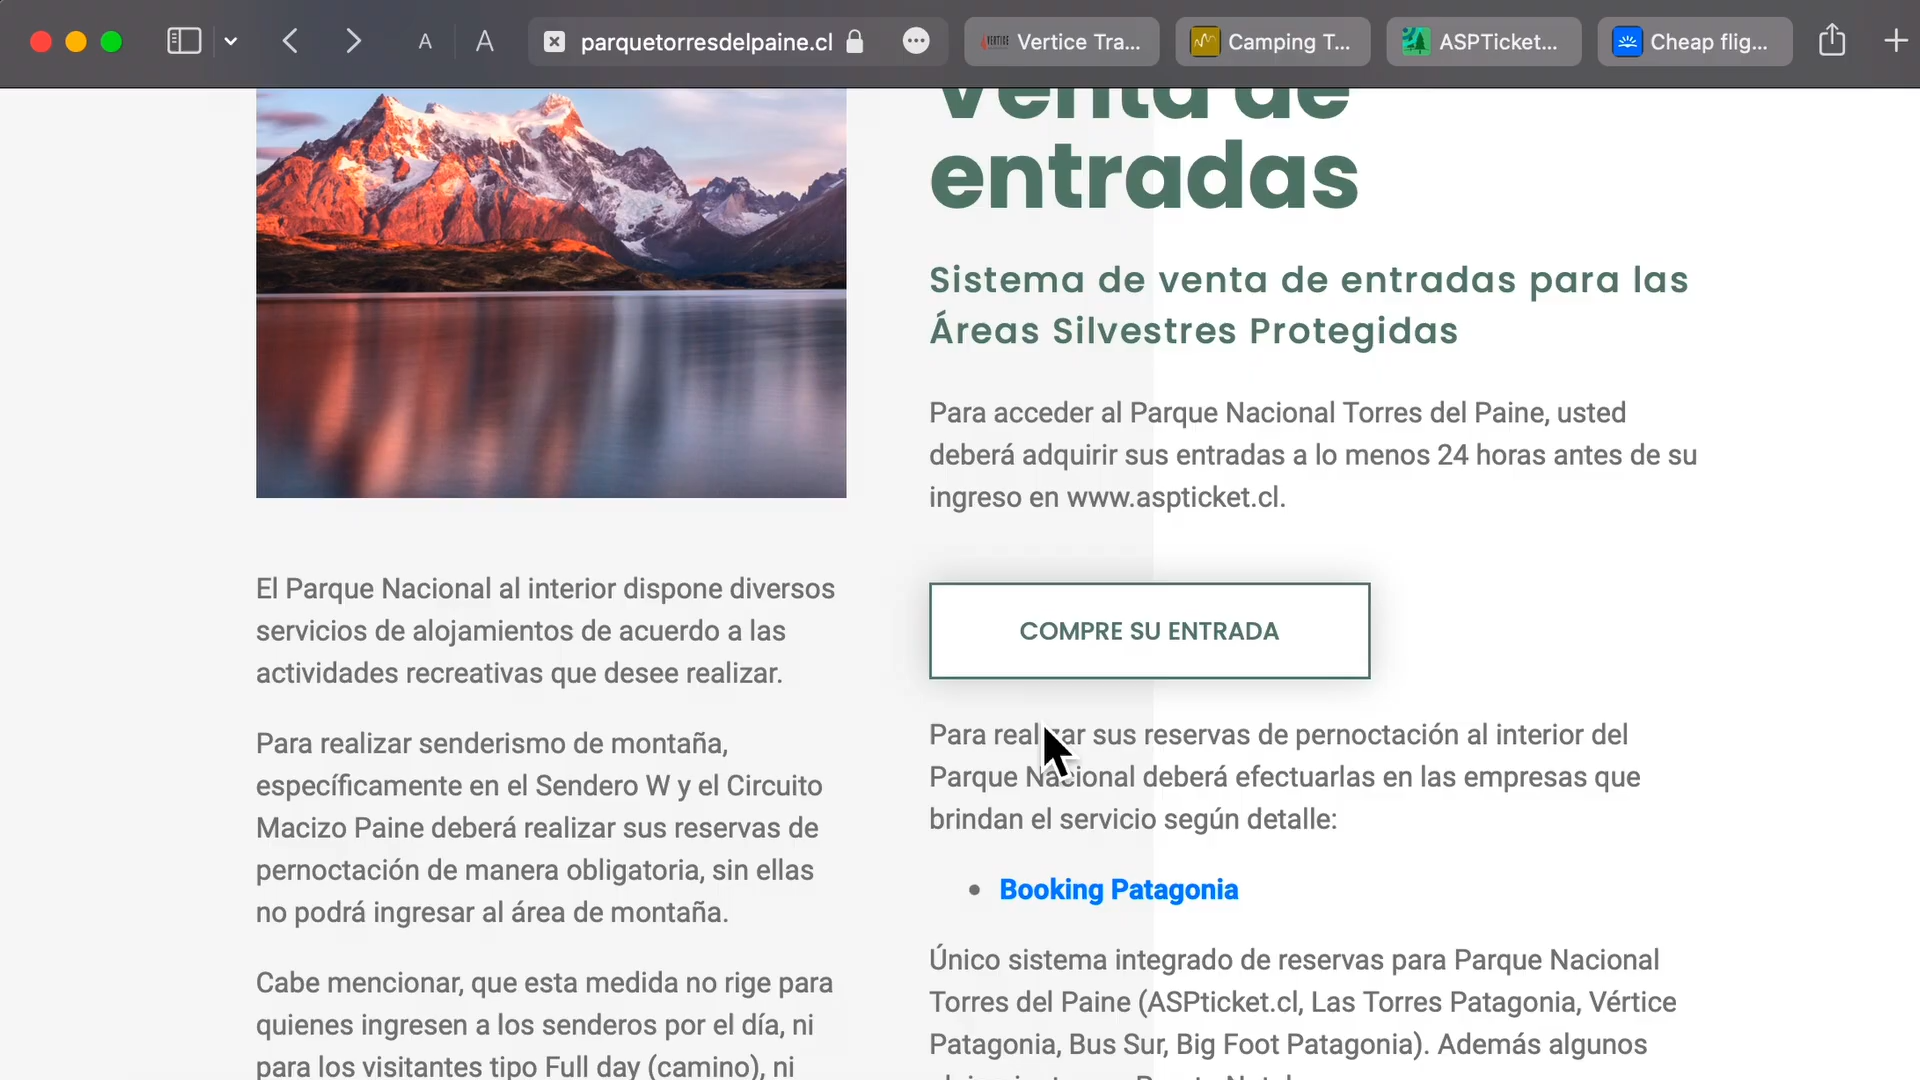 A A parquetorresdelpaine.cl VERTICE Vertice Tra... Camping T... ASPTicket... Cheap flig...
Venta de
entradas
Sistema de venta de entradas para las
Áreas Silvestres Protegidas
Para acceder al Parque Nacional Torres del Paine, usted
deberá adquirir sus entradas a lo menos 24 horas antes de su
ingreso en www.aspticket.cl.
COMPRE SU ENTRADA
Para realizar sus reservas de pernoctación al interior del
Parque Nacional deberá efectuarlas en las empresas que
brindan el servicio según detalle:
• Booking Patagonia
Único sistema integrado de reservas para Parque Nacional
Torres del Paine (ASPticket.cl, Las Torres Patagonia, Vértice
Patagonia, Bus Sur, Big Foot Patagonia). Además algunos
El Parque Nacional al interior dispone diversos
servicios de alojamientos de acuerdo a las
actividades recreativas que desee realizar.
Para realizar senderismo de montaña,
específicamente en el Sendero W y el Circuito
Macizo Paine deberá realizar sus reservas de
pernoctación de manera obligatoria, sin ellas
no podrá ingresar al área de montaña.
Cabe mencionar, que esta medida no rige para
quienes ingresen a los senderos por el día, ni
para los visitantes tipo Full day (camino), ni